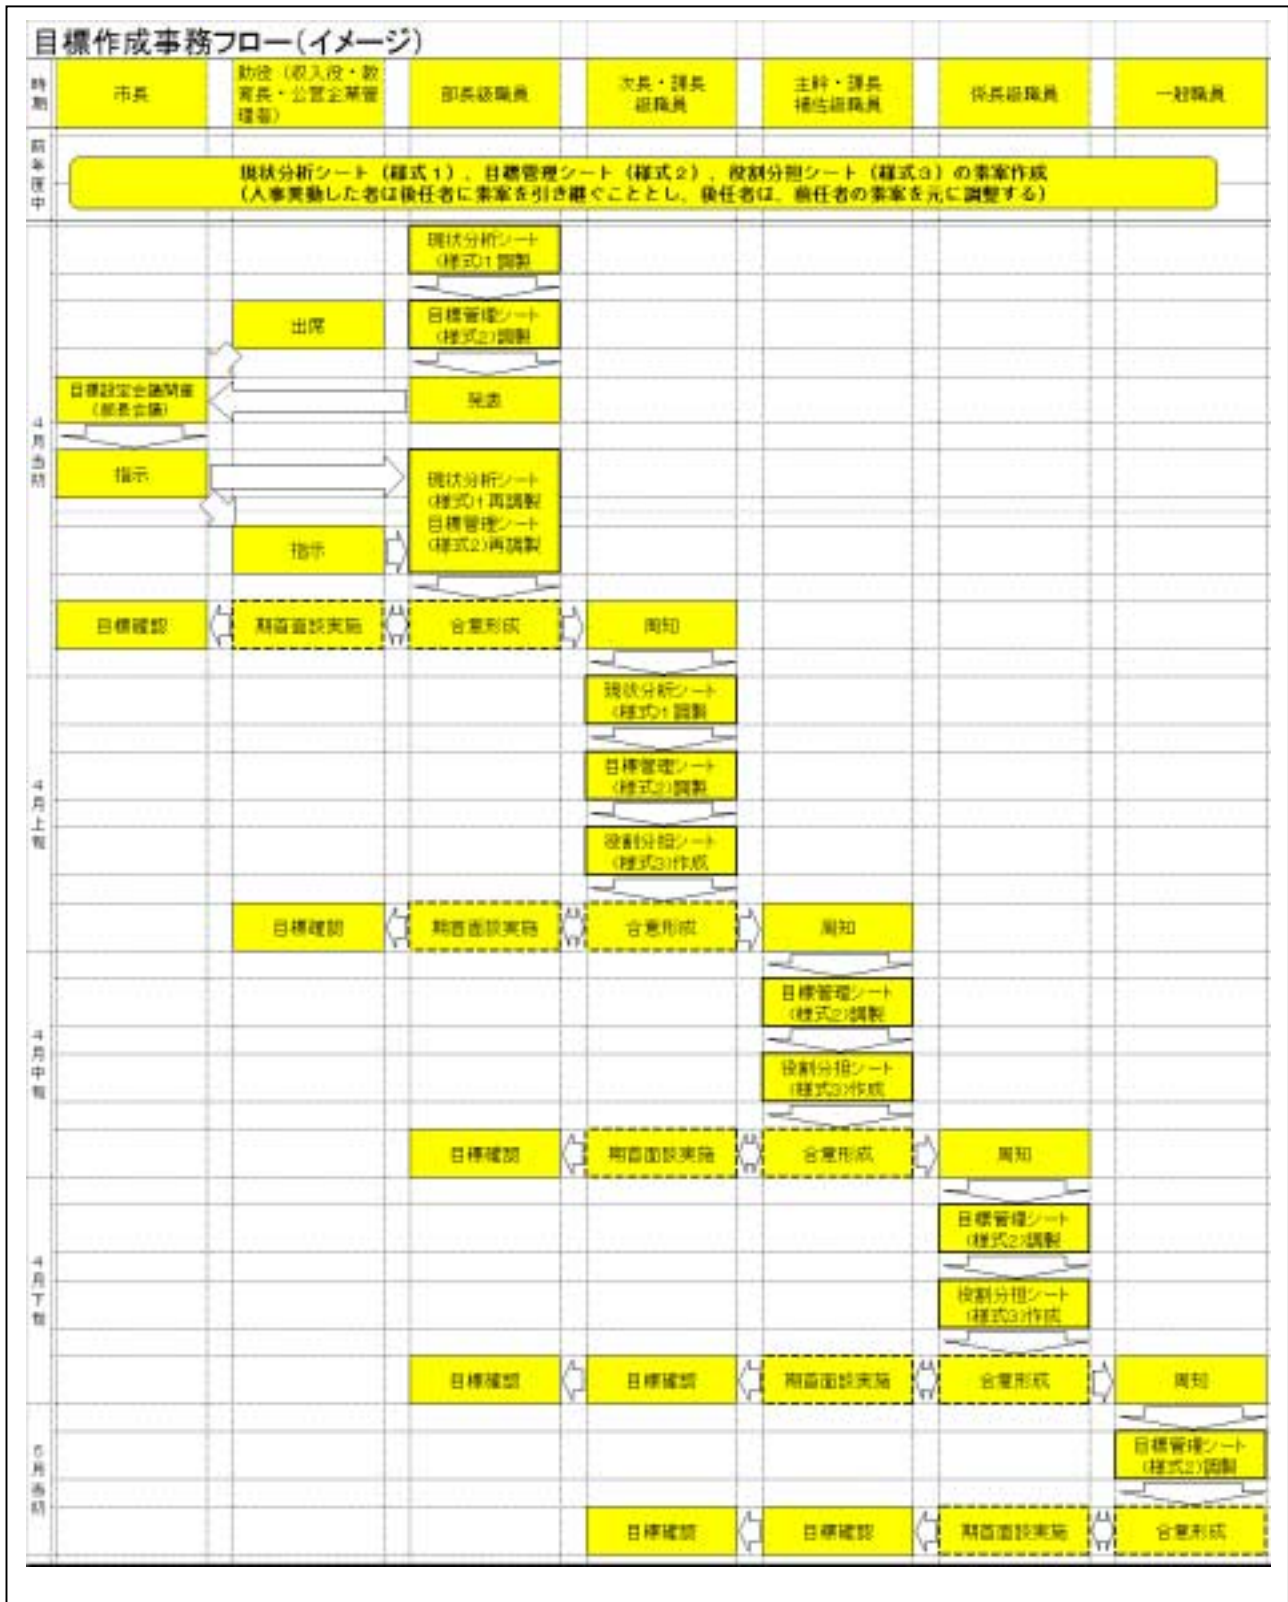 目標作成事務フロー(イメージ)
時期
市長
助役（収入役・教
育長・公営企業管
理者）
部長級職員
次長・課長
級職員
主幹・課長
補佐級職員
係長級職員
一般職員
前年度中
現状分析シート（様式１）、目標管理シート（様式２）、役割分担シート（様式３）の素案作成
（人事異動した者は後任者に素案を引き継ぐこととし、後任者は、前任者の素案を元に調整する）
4月当初
現状分析シート
(様式)1調製
出席
目標管理シート
(様式2)調製
目標設定会議開催
(部長会議)
発表
指示
現状分析シート
(様式)1再調製
目標管理シート
(様式2)再調製
指示
目標確認
期首面談実施
合意形成
周知
4月上旬
現状分析シート
(様式)1調製
目標管理シート
(様式2)調製
役割分担シート
(様式3)作成
目標確認
期首面談実施
合意形成
周知
4月中旬
目標管理シート
(様式2)調製
役割分担シート
(様式3)作成
目標確認
期首面談実施
合意形成
周知
4月下旬
目標管理シート
(様式2)調製
役割分担シート
(様式3)作成
目標確認
目標確認
期首面談実施
合意形成
周知
5月当初
目標管理シート
(様式2)調製
目標確認
目標確認
期首面談実施
合意形成